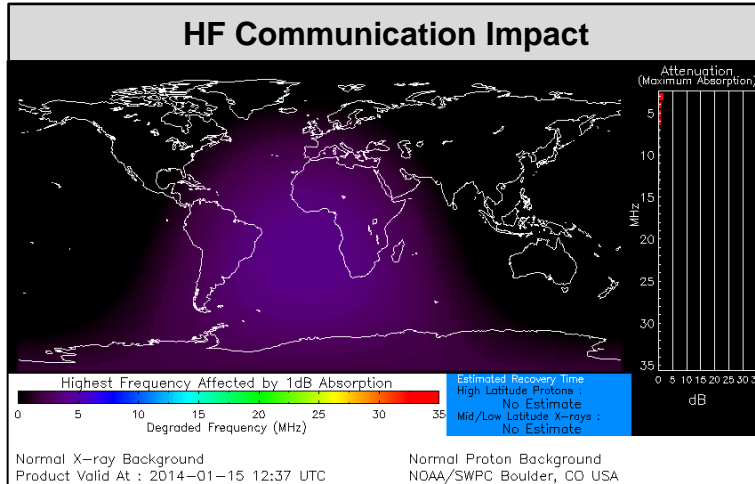 HF Communication Impact
Attenuation
(Maximum Absorption)
5
10
15
20
25
30
35
MHz
0 5 10 15 20 25 30 3
dB
Highest Frequency Affected by 1dB Absorption
0 5 10 15 20 25 30 35
Degraded Frequency (MHz)
Estimated Recovery Time
High Latitude Protons :
No Estimate
Mid/Low Latitude X-rays :
No Estimate
Normal X-ray Background
Normal Proton Background
Product Valid At : 2014-01-15 12:37 UTC
NOAA/SWPC Boulder, CO USA